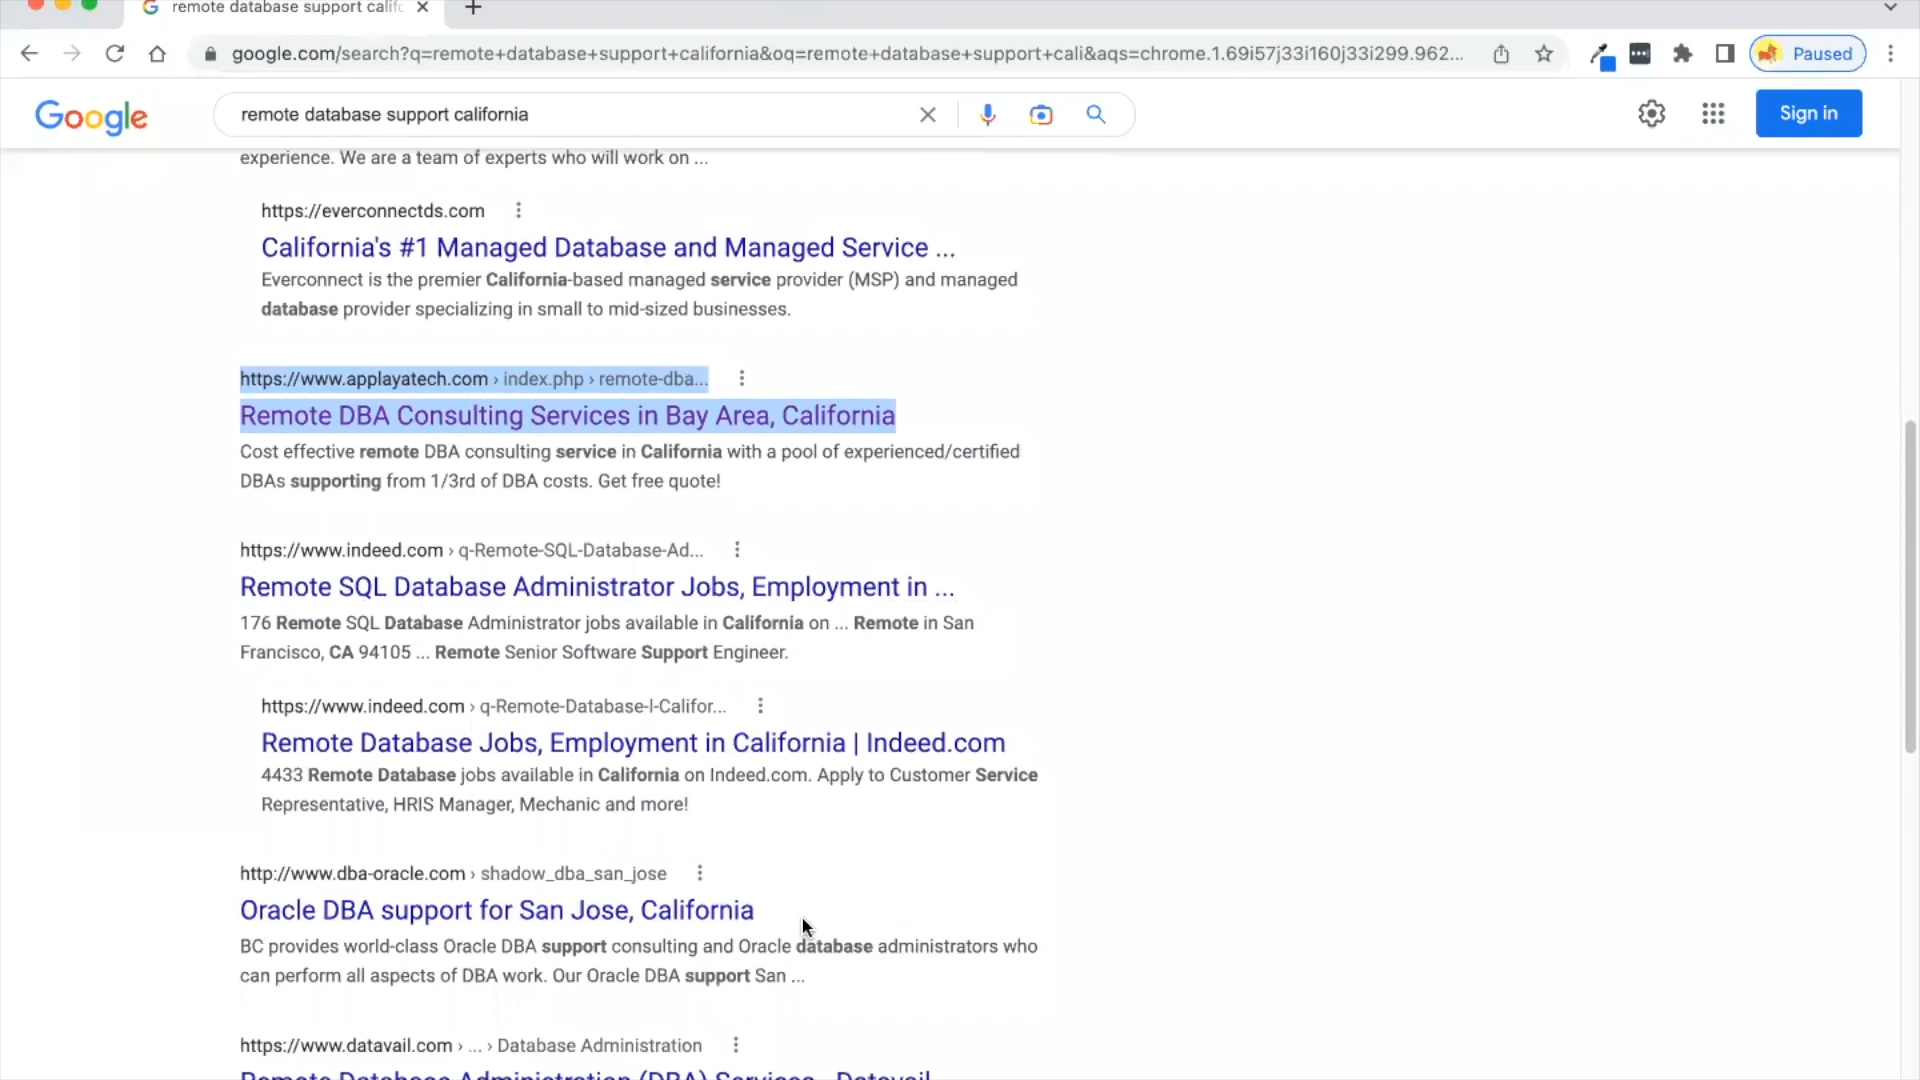 remote database support calif
google.com/search?q=remote+database+support+california&oq=remote+database+support+cali&aqs=chrome.1.69i57j33i160j33i299.962...
Paused
Google
remote database support california
Sign in
experience. We are a team of experts who will work on ...
https://everconnectds.com
California's #1 Managed Database and Managed Service ...
Everconnect is the premier California-based managed service provider (MSP) and managed
database provider specializing in small to mid-sized businesses.
https://www.applayatech.com › index.php › remote-dba...
Remote DBA Consulting Services in Bay Area, California
Cost effective remote DBA consulting service in California with a pool of experienced/certified
DBAs supporting from 1/3rd of DBA costs. Get free quote!
https://www.indeed.com › q-Remote-SQL-Database-Ad...
Remote SQL Database Administrator Jobs, Employment in ...
176 Remote SQL Database Administrator jobs available in California on ... Remote in San
Francisco, CA 94105 ... Remote Senior Software Support Engineer.
https://www.indeed.com › q-Remote-Database-l-Califor...
Remote Database Jobs, Employment in California | Indeed.com
4433 Remote Database jobs available in California on Indeed.com. Apply to Customer Service
Representative, HRIS Manager, Mechanic and more!
http://www.dba-oracle.com › shadow_dba_san_jose
Oracle DBA support for San Jose, California
BC provides world-class Oracle DBA support consulting and Oracle database administrators who
can perform all aspects of DBA work. Our Oracle DBA support San ...
https://www.datavail.com › ... › Database Administration
Remote Database Administration (DBA) Services - Datavail